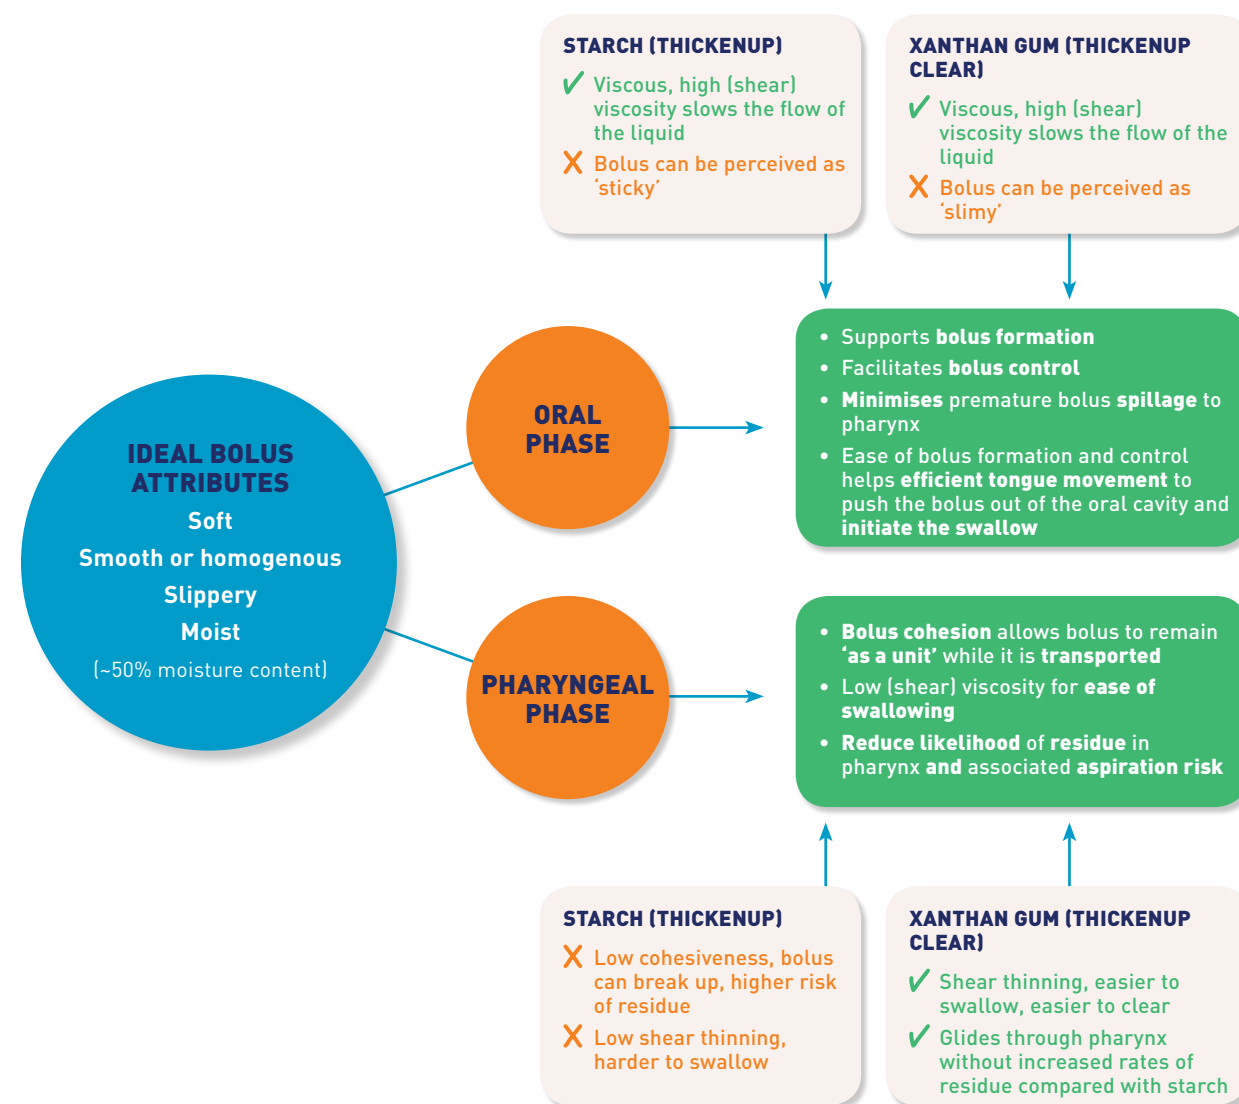 STARCH (THICKENUP)
✓ Viscous, high (shear)
viscosity slows the flow of
the liquid
✗ Bolus can be perceived as
‘sticky’
XANTHAN GUM (THICKENUP
CLEAR)
✓ Viscous, high (shear)
viscosity slows the flow of the
liquid
✗ Bolus can be perceived as
‘slimy’
IDEAL BOLUS
ATTRIBUTES
Soft
Smooth or homogenous
Slippery
Moist
(~50% moisture content)
ORAL
PHASE
• Supports bolus formation
• Facilitates bolus control
• Minimises premature bolus spillage to
pharynx
• Ease of bolus formation and control
helps efficient tongue movement to
push the bolus out of the oral cavity and
initiate the swallow
PHARYNGEAL
PHASE
• Bolus cohesion allows bolus to remain
‘as a unit’ while it is transported
• Low (shear) viscosity for ease of
swallowing
• Reduce likelihood of residue in
pharynx and associated aspiration risk
STARCH (THICKENUP)
✗ Low cohesiveness, bolus
can break up, higher risk
of residue
✗ Low shear thinning,
harder to swallow
XANTHAN GUM (THICKENUP
CLEAR)
✓ Shear thinning, easier to
swallow, easier to clear
✓ Glides through pharynx
without increased rates of
residue compared with starch